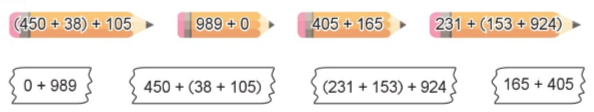 (450 + 38) + 105 989 + 0 405 + 165 231 + (153 + 924)
0 + 989 450 + (38 + 105) (231 + 153) + 924 165 + 405